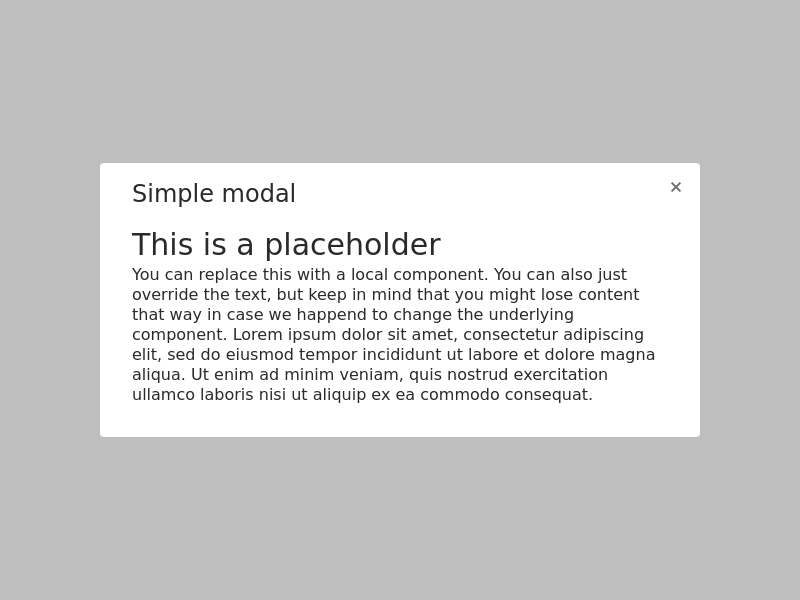 Simple modal
This is a placeholder
You can replace this with a local component. You can also just
override the text, but keep in mind that you might lose content
that way in case we happend to change the underlying
component. Lorem ipsum dolor sit amet, consectetur adipiscing
elit, sed do eiusmod tempor incididunt ut labore et dolore magna
aliqua. Ut enim ad minim veniam, quis nostrud exercitation
ullamco laboris nisi ut aliquip ex ea commodo consequat.